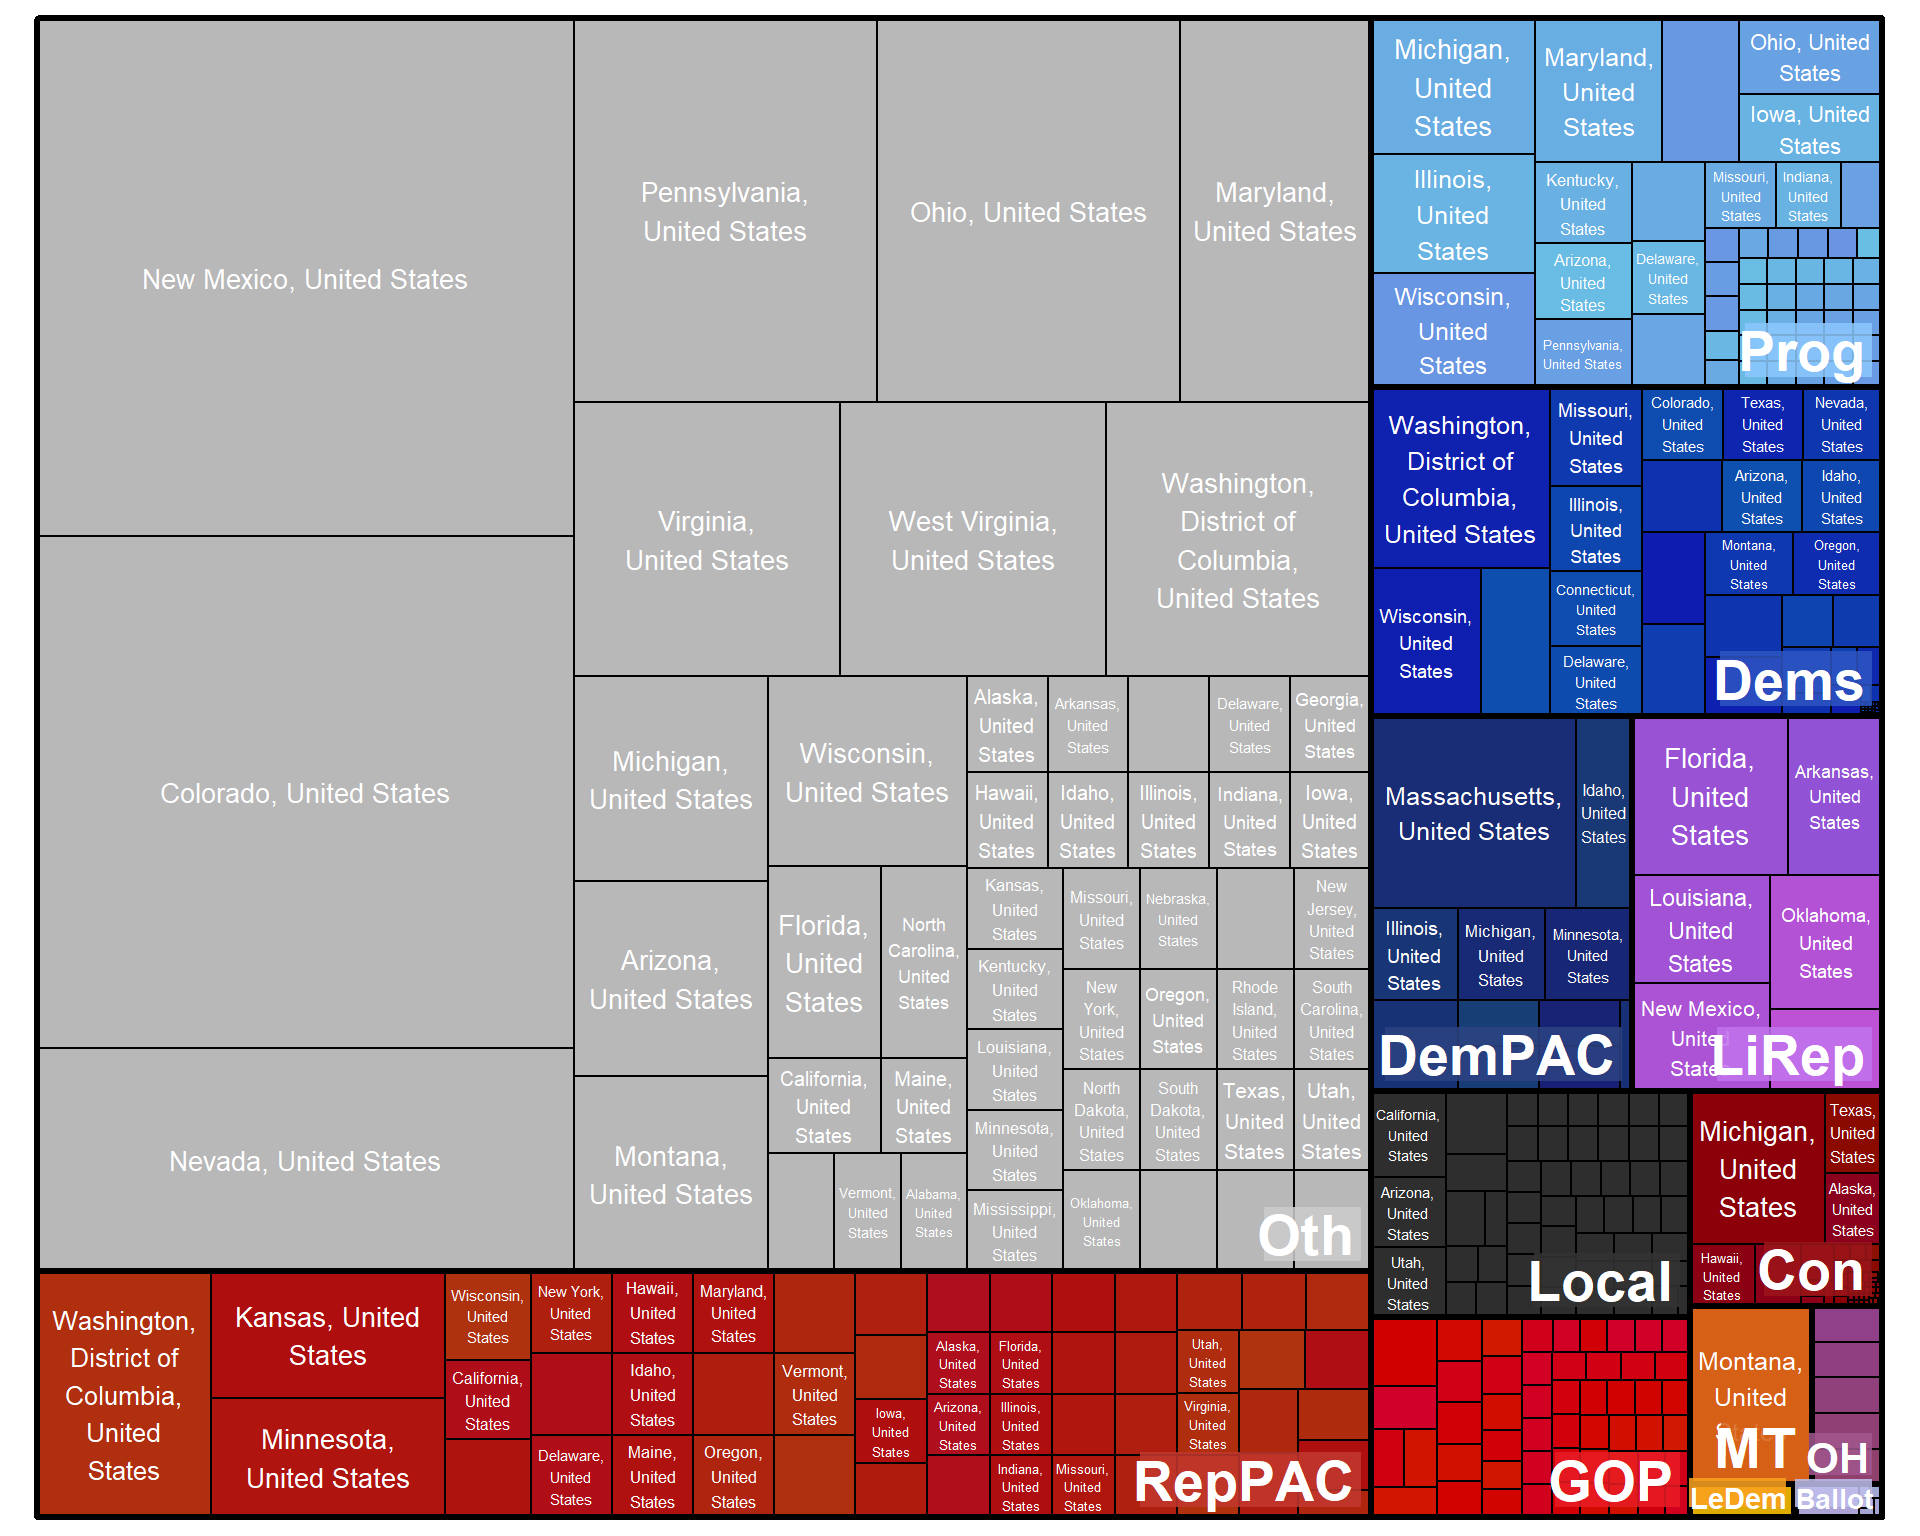 New Mexico, United States
Colorado, United States
Nevada, United States
Pennsylvania,
United States
Ohio, United States
Maryland,
United States
Virginia,
United States
West Virginia,
United States
Washington,
District of
Columbia,
United States
Michigan,
United States
Arizona,
United States
Montana,
United States
Wisconsin,
United States
Florida,
United
States
North
Carolina,
United
States
California,
United
States
Maine,
United
States
Vermont,
United
States
Alabama,
United
States
Alaska,
United
States
Arkansas,
United
States
Delaware,
United
States
Georgia,
United
States
Hawaii,
United
States
Idaho,
United
States
Illinois,
United
States
Indiana,
United
States
Iowa,
United
States
Kansas,
United
States
Kentucky,
United
States
Louisiana,
United
States
Minnesota,
United
States
Mississippi,
United
States
Missouri,
United
States
Nebraska,
United
States
New
Jersey,
United
States
New
York,
United
States
Oregon,
United
States
Rhode
Island,
United
States
South
Carolina,
United
States
North
Dakota,
United
States
South
Dakota,
United
States
Texas,
United
States
Utah,
United
States
Oklahoma,
United
States
Oth
Washington,
District of
Columbia,
United
States
Kansas, United
States
Minnesota,
United States
Wisconsin,
United
States
California,
United
States
New York,
United
States
Delaware,
United
States
Hawaii,
United
States
Idaho,
United
States
Maine,
United
States
Maryland,
United
States
Oregon,
United
States
Vermont,
United
States
Iowa,
United
States
Alaska,
United
States
Arizona,
United
States
Florida,
United
States
Illinois,
United
States
Indiana,
United
States
Missouri,
United
States
Utah,
United
States
Virginia,
United
States
RepPAC
Michigan,
United
States
Illinois,
United
States
Wisconsin,
United
States
Maryland,
United
States
Ohio, United
States
Iowa, United
States
Kentucky,
United
States
Arizona,
United
States
Pennsylvania,
United States
Delaware,
United
States
Missouri,
United
States
Indiana,
United
States
Prog
Washington,
District of
Columbia,
United States
Wisconsin,
United
States
Missouri,
United
States
Illinois,
United
States
Connecticut,
United
States
Delaware,
United
States
Colorado,
United
States
Texas,
United
States
Nevada,
United
States
Arizona,
United
States
Idaho,
United
States
Montana,
United
States
Oregon,
United
States
Dems
Massachusetts,
United States
Idaho,
United
States
Illinois,
United
States
Michigan,
United
States
Minnesota,
United
States
DemPAC
Florida,
United
States
Arkansas,
United
States
Louisiana,
United
States
Oklahoma,
United
States
New Mexico,
United
States
LiRep
California,
United
States
Arizona,
United
States
Utah,
United
States
Local
Michigan,
United
States
Texas,
United
States
Alaska,
United
States
Hawaii,
United
States
Con
GOP
Montana,
United
States
MT
OH
LeDem
Ballot